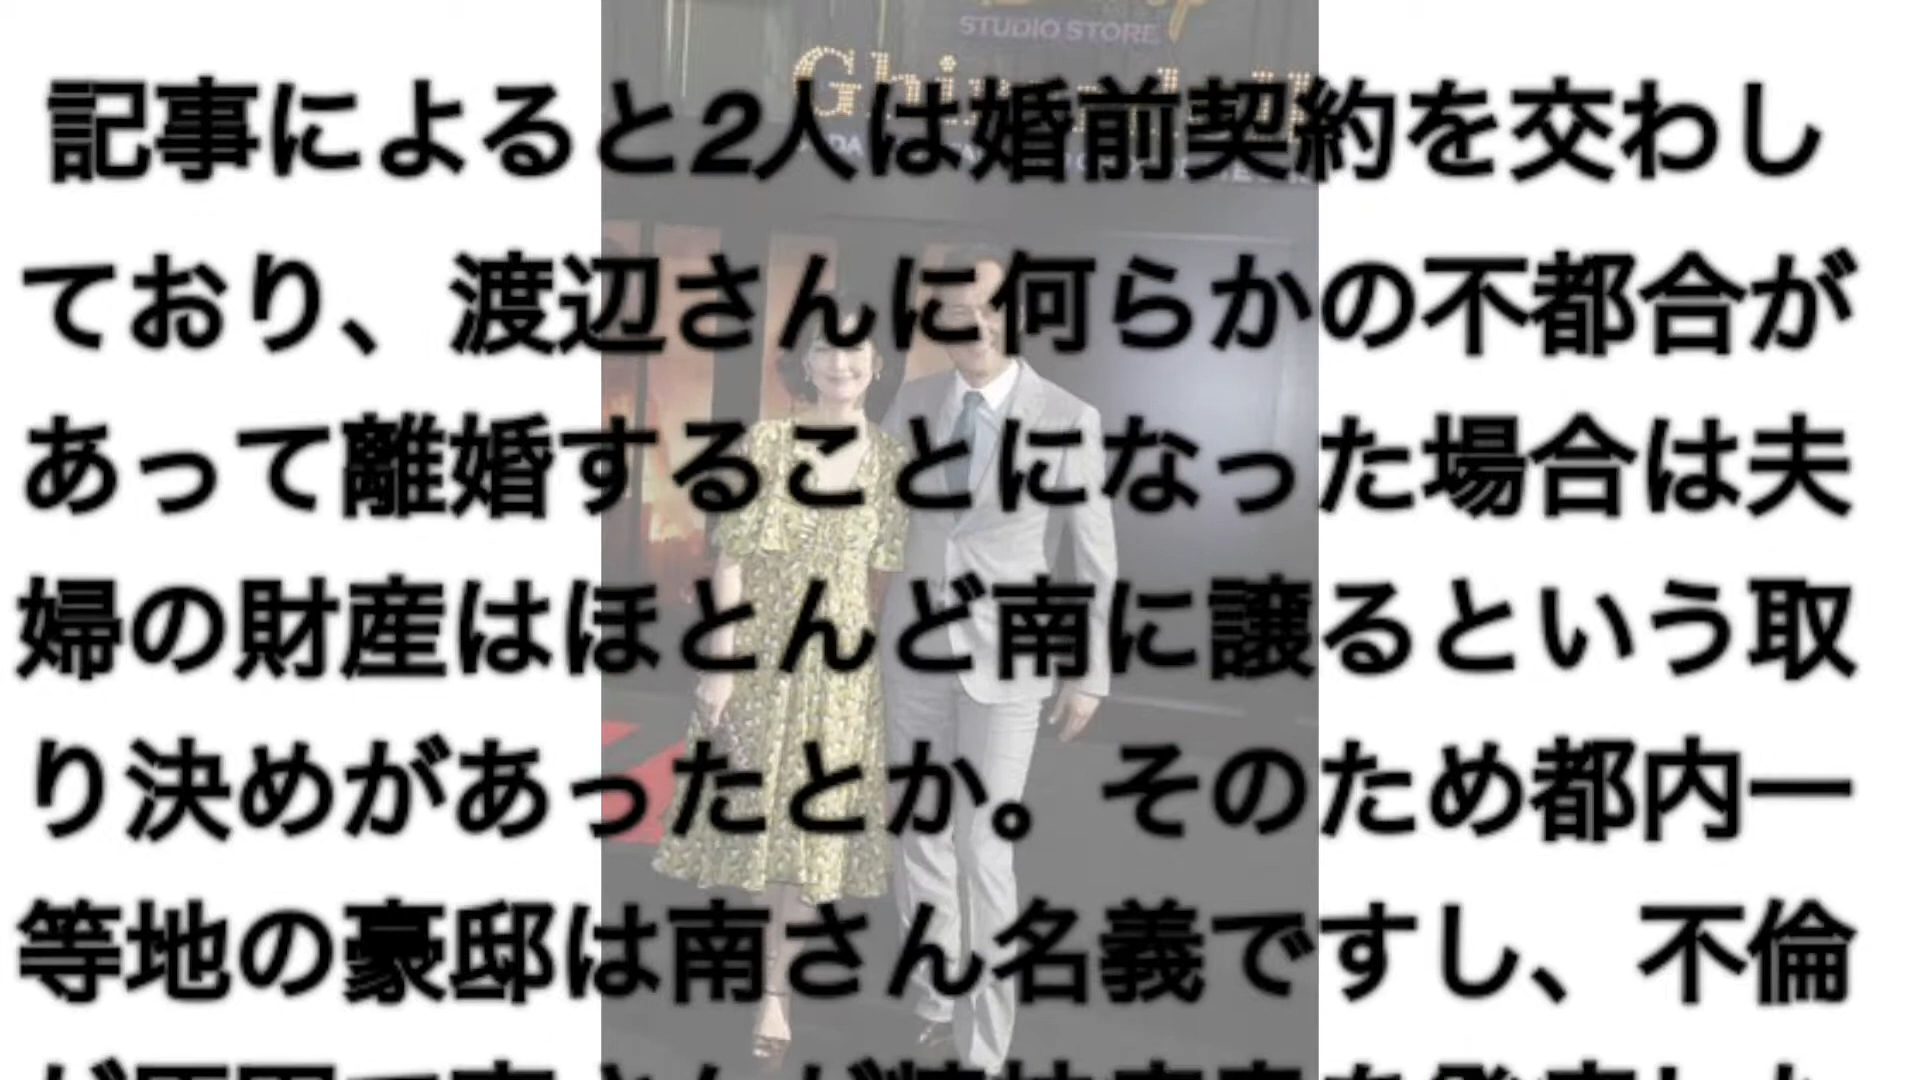 STUDIO STORE
記事によると2人は婚前契約を交わし
ており、渡辺さんに何らかの不都合が
あって離婚することになった場合は夫
婦の財産はほとんど南に譲るという取
り決めがあったとか。そのため都内一
等地の豪邸は南さん名義ですし、不倫